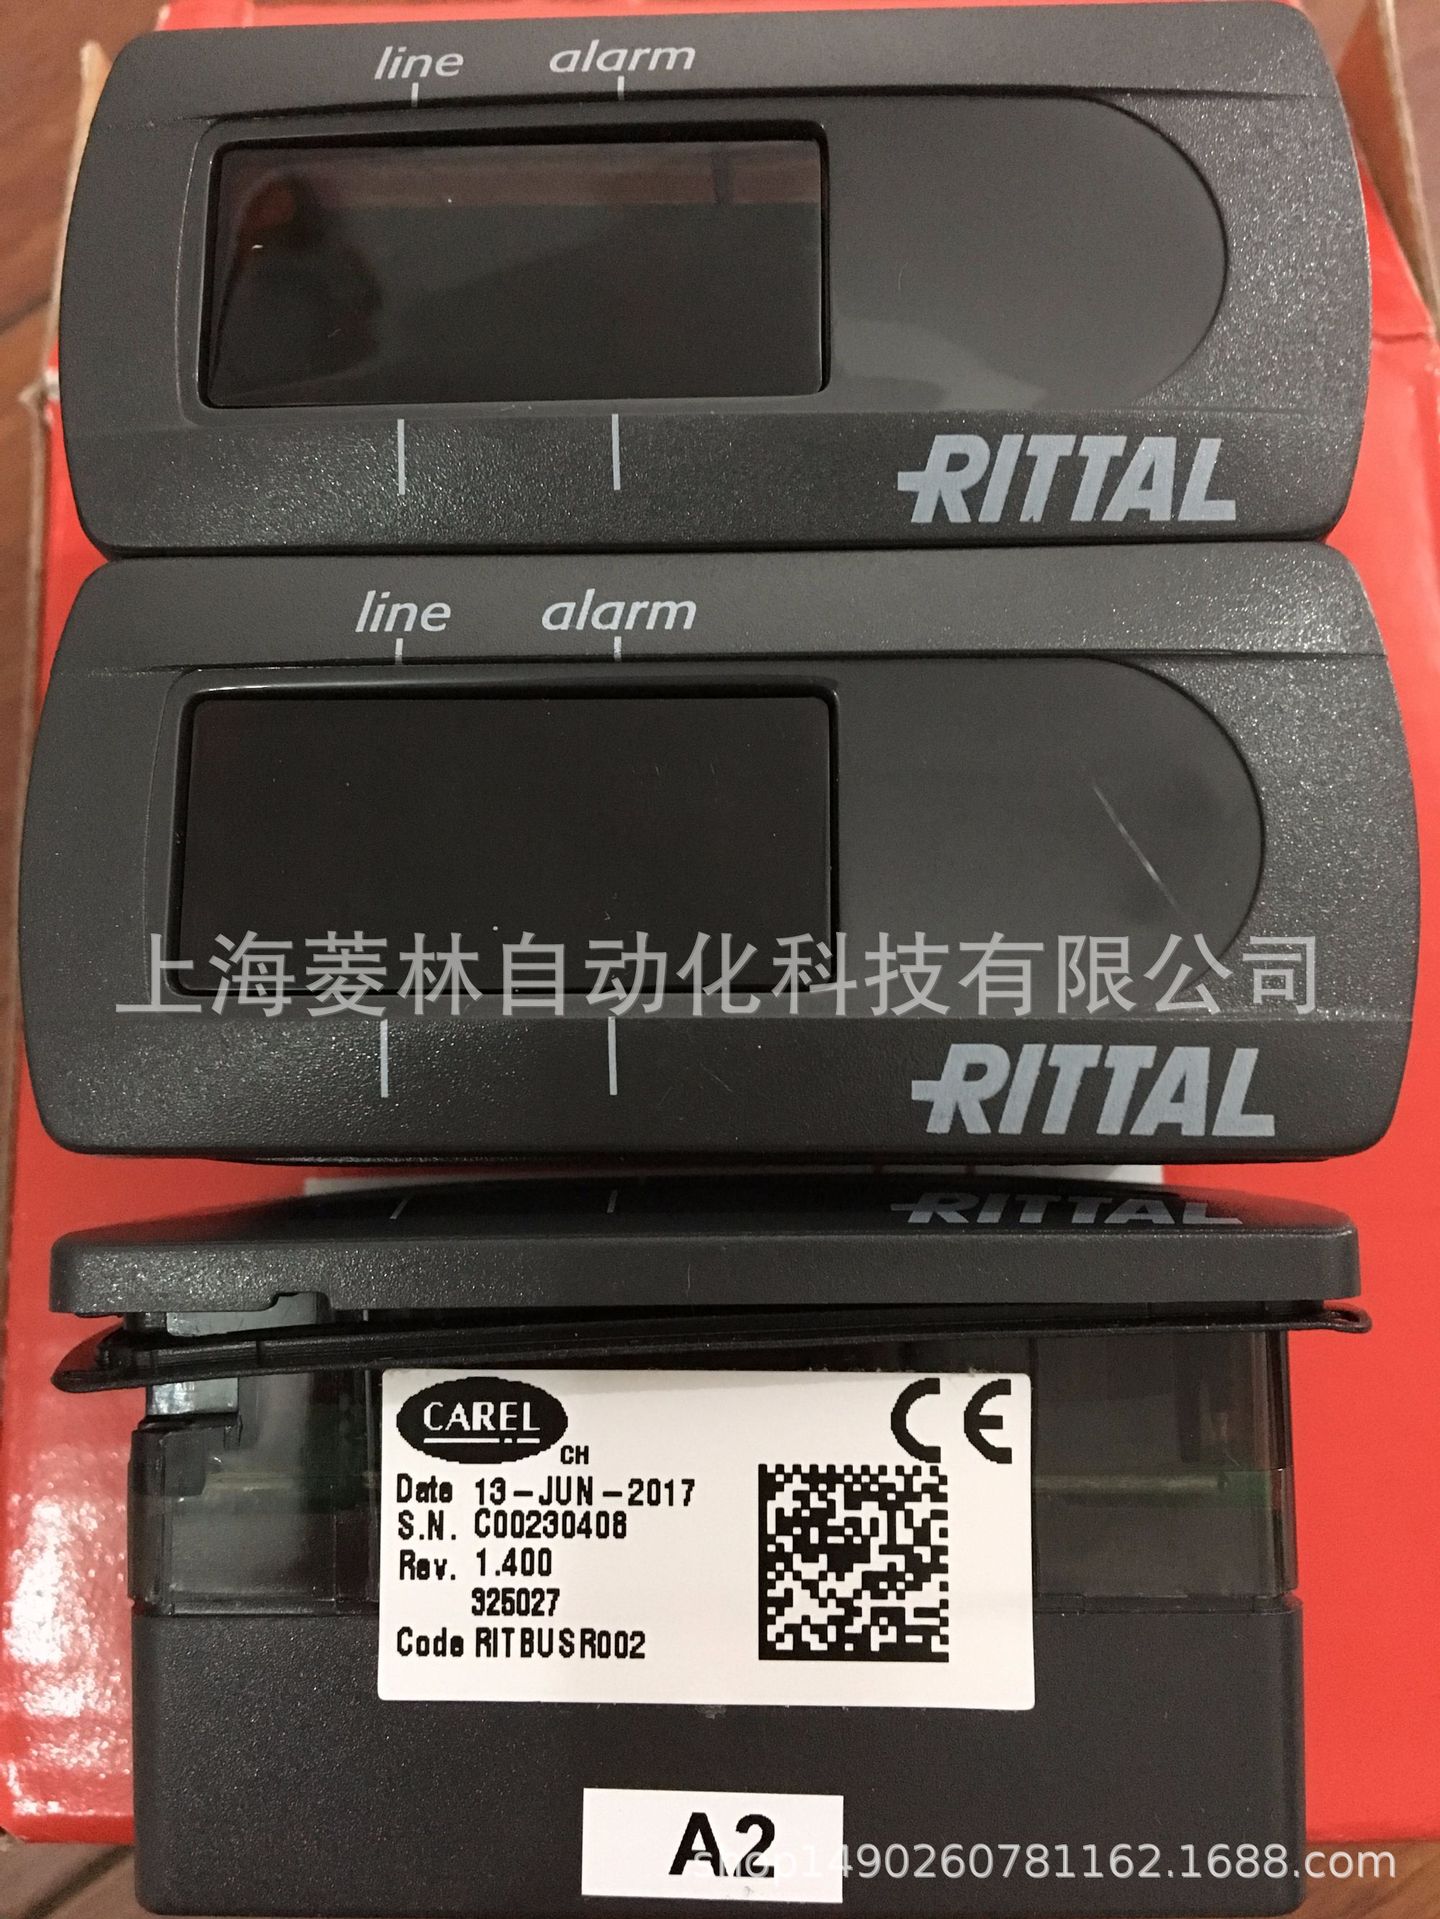 line alarm
RITTAL
line alarm
上海菱林自动化科技有限公司
RITTAL
RITTAL
CAREL
CH
CE
Date 13-JUN-2017
S.N. C00230408
Rev. 1.400
325027
Code RITBUSR002
A2
shop1490260781162.1688.com